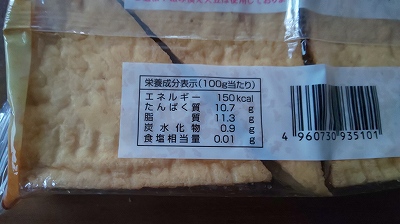 栄養成分表示(100g当たり)
エネルギー 150kcal
たんぱく質 10.7 g
脂質 11.3 g
炭水化物 0.9 g
食塩相当量 0.01 g
4 960730 935101